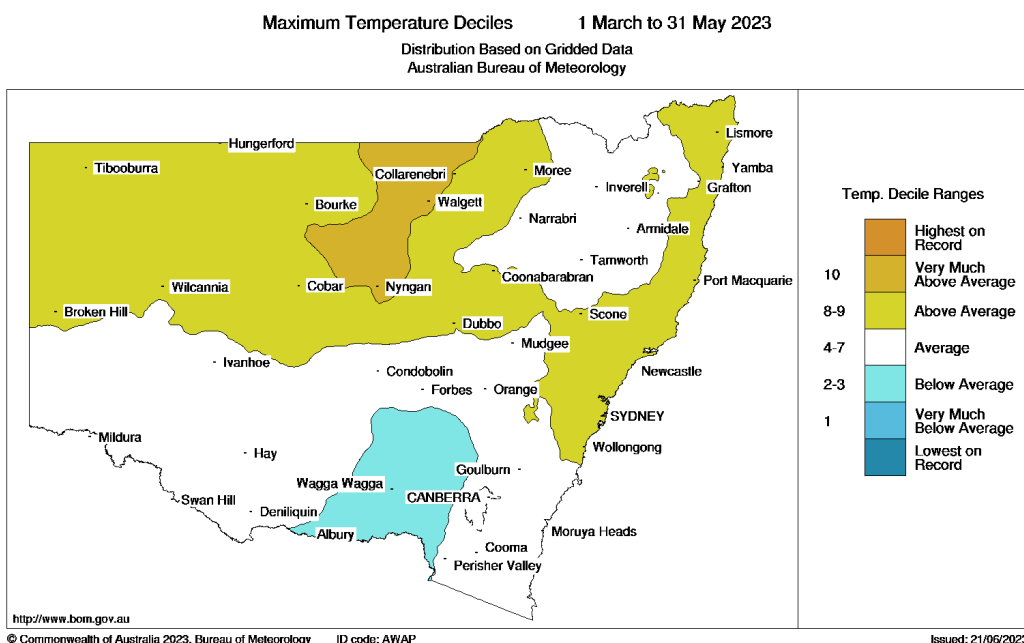 Maximum Temperature Deciles 1 March to 31 May 2023
Distribution Based on Gridded Data
Australian Bureau of Meteorology
Lismore
Hungerford
Tibooburra
Collarenebri
Moree
Yamba
Inverell
Grafton
Bourke
Walgett
Narrabri
Armidale
Tamworth
Coonabarabran
Port Macquarie
Wilcannia
Cobar
Nyngan
Broken Hill
Scone
Dubbo
Mudgee
Ivanhoe
Condobolin
Newcastle
Forbes
Orange
SYDNEY
Mildura
Wollongong
Hay
Goulburn
Wagga Wagga
CANBERRA
Swan Hill
Deniliquin
Albury
Moruya Heads
Cooma
Perisher Valley
Temp. Decile Ranges
Highest on
Record
10
Very Much
Above Average
8-9
Above Average
4-7
Average
2-3
Below Average
1
Very Much
Below Average
Lowest on
Record
http://www.bom.gov.au
© Commonwealth of Australia 2023, Bureau of Meteorology ID code: AWAP Issued: 21/06/2023